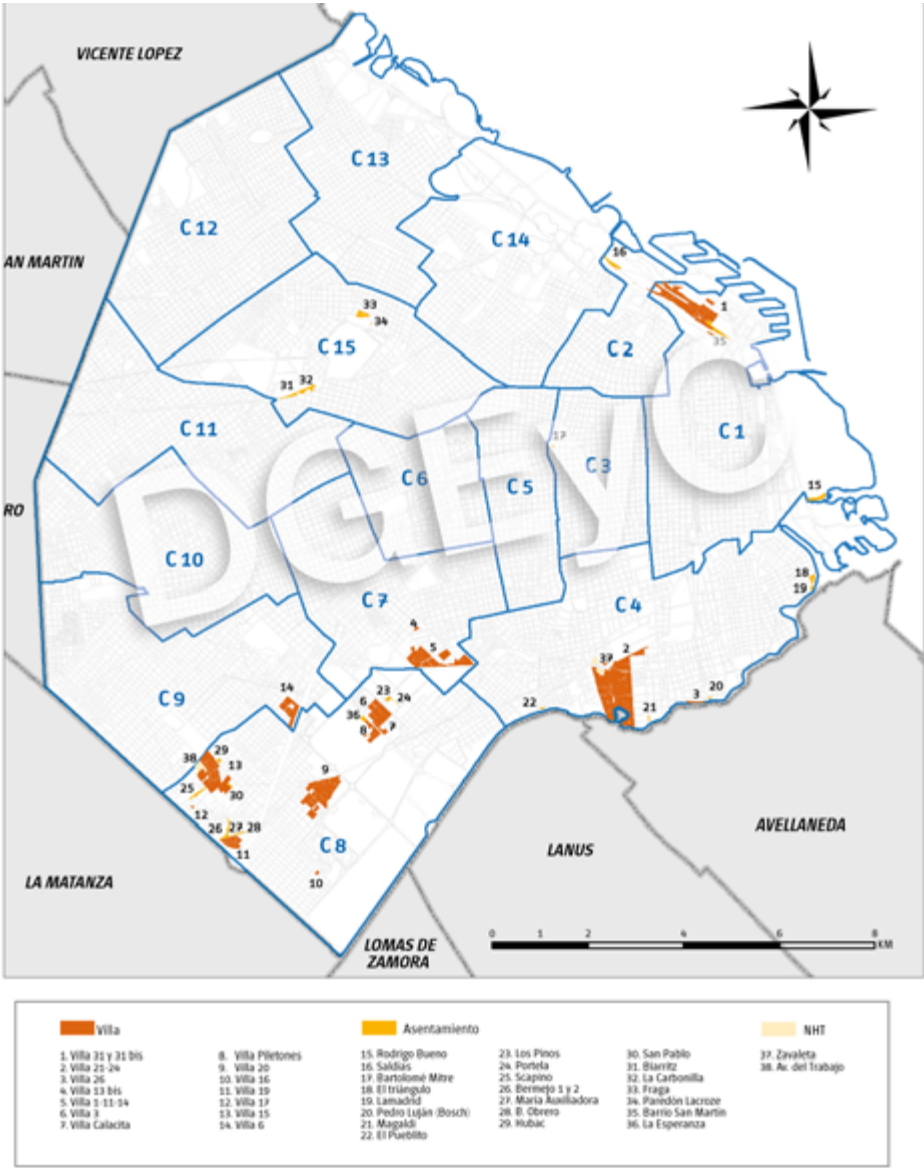 VICENTE LOPEZ
C 13
C 12
C 14
AN MARTIN
16
1
33
34
35
C 15
C 2
31 32
C 11
C 1
17
C 6
C 3
C 5
15
RO
DGEyC
C 10
18
19
C 7
C 4
4
5
37 2
14
C 9
23
24
6
36
8 7
22
21
3
20
38
29
13
9
25
30
12
26 27 28
11
C 8
10
AVELLANEDA
LANUS
LA MATANZA
LOMAS DE
ZAMORA
0 1 2 4 6 8 KM
Villa
1. Villa 31 y 31 bis
2. Villa 21-24
3. Villa 26
4. Villa 13 bis
5. Villa 1-11-14
6. Villa 3
7. Villa Calacita
8. Villa Piletones
9. Villa 20
10. Villa 16
11. Villa 19
12. Villa 17
13. Villa 15
14. Villa 6
Asentamiento
15. Rodrigo Bueno
16. Saldías
17. Bartolomé Mitre
18. El triángulo
19. Lamadrid
20. Pedro Luján (Bosch)
21. Magaldi
22. El Pueblito
23. Los Pinos
24. Portela
25. Scapino
26. Bermejo 1 y 2
27. María Auxiliadora
28. B. Obrero
29. Hubac
30. San Pablo
31. Biarritz
32. La Carbonilla
33. Fraga
34. Paredón Lacroze
35. Barrio San Martín
36. La Esperanza
NHT
37. Zavaleta
38. Av. del Trabajo